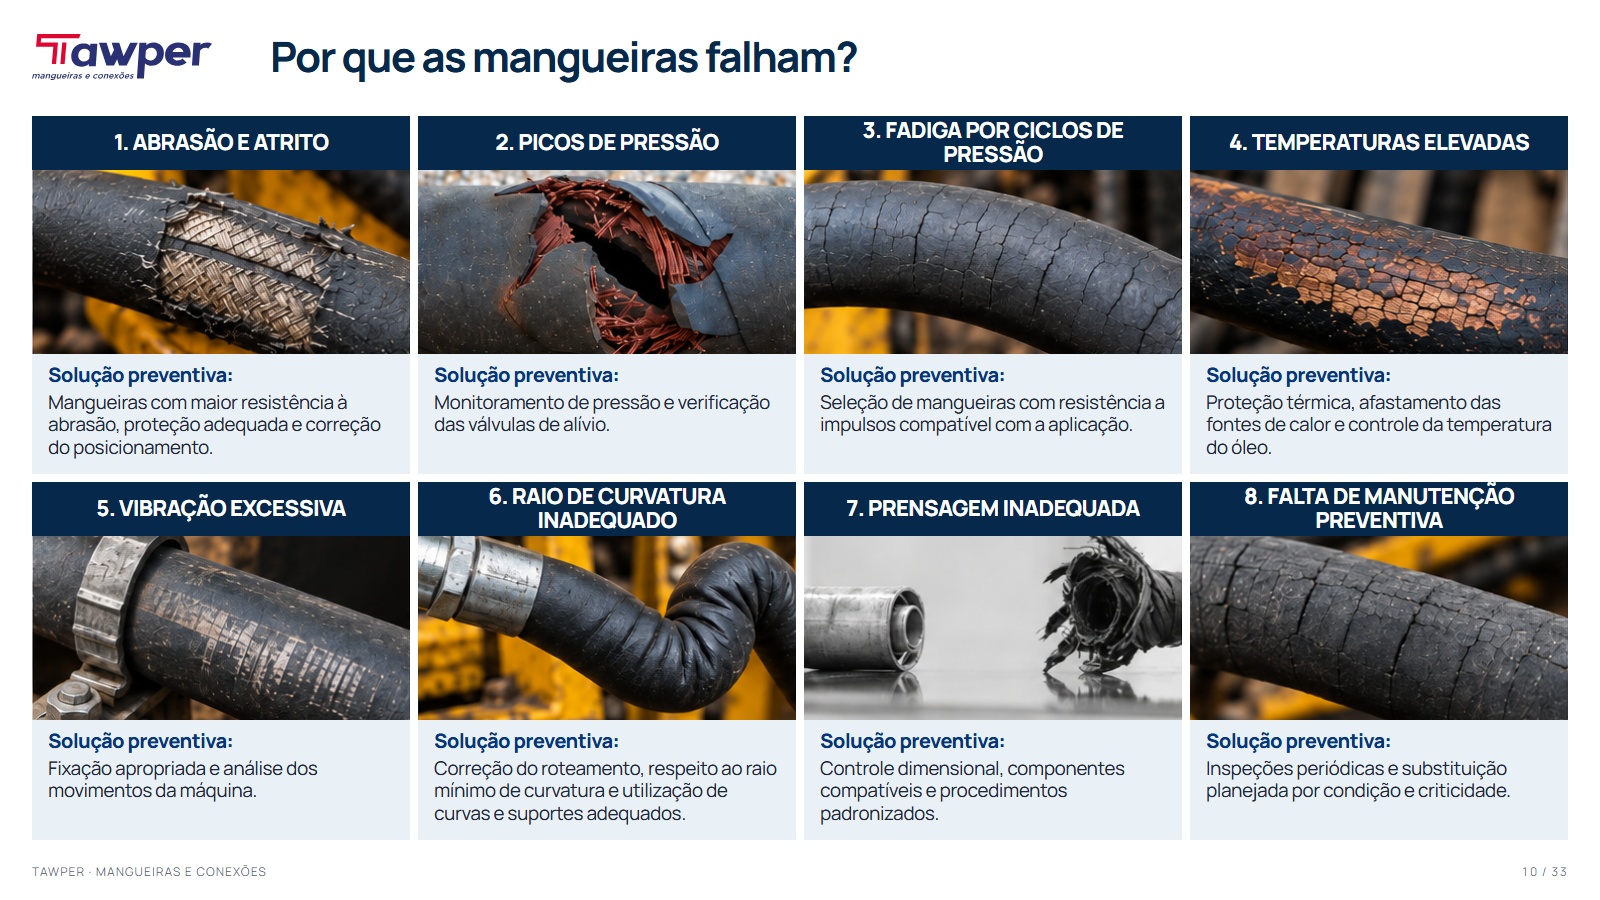 Tawper
mangueiras e conexões
Por que as mangueiras falham?
1. ABRASÃO E ATRITO
2. PICOS DE PRESSÃO
3. FADIGA POR CICLOS DE
PRESSÃO
4. TEMPERATURAS ELEVADAS
Solução preventiva:
Mangueiras com maior resistência à
abrasão, proteção adequada e correção
do posicionamento.
Solução preventiva:
Monitoramento de pressão e verificação
das válvulas de alívio.
Solução preventiva:
Seleção de mangueiras com resistência a
impulsos compatível com a aplicação.
Solução preventiva:
Proteção térmica, afastamento das
fontes de calor e controle da temperatura
do óleo.
5. VIBRAÇÃO EXCESSIVA
6. RAIO DE CURVATURA
INADEQUADO
7. PRENSAGEM INADEQUADA
8. FALTA DE MANUTENÇÃO
PREVENTIVA
Solução preventiva:
Fixação apropriada e análise dos
movimentos da máquina.
Solução preventiva:
Correção do roteamento, respeito ao raio
mínimo de curvatura e utilização de
curvas e suportes adequados.
Solução preventiva:
Controle dimensional, componentes
compatíveis e procedimentos
padronizados.
Solução preventiva:
Inspeções periódicas e substituição
planejada por condição e criticidade.
TAWPER · MANGUEIRAS E CONEXÕES
10 / 33